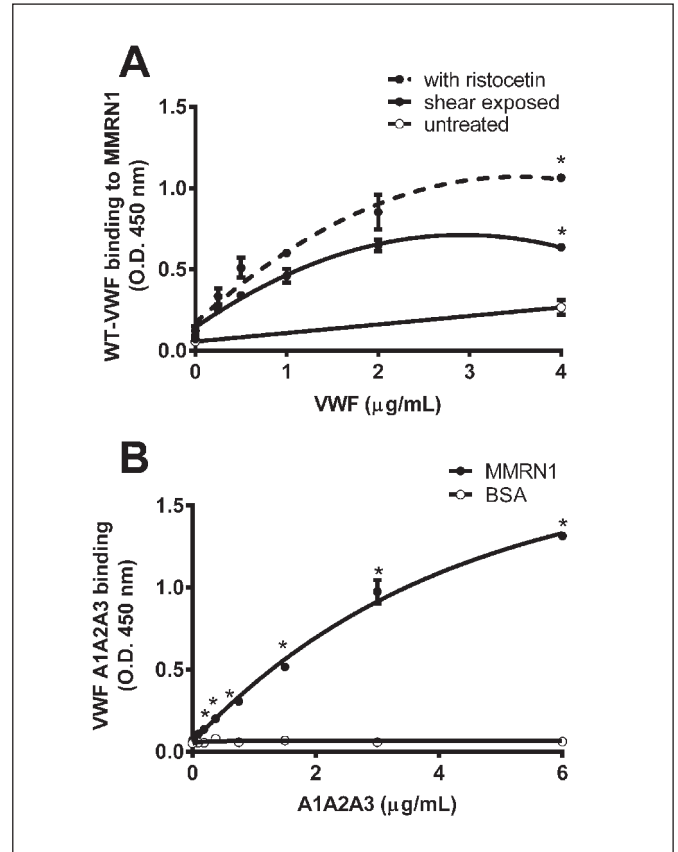 A
with ristocetin
shear exposed
untreated
WT-VWF binding to MMRN1
(O.D. 450 nm)
1.5
*
1.0
*
0.5
0.0
0 1 2 3 4
VWF (μg/mL)
B
MMRN1
BSA
VWF A1A2A3 binding
(O.D. 450 nm)
1.5
*
*
1.0
*
0.5
*
*
*
0.0
0 2 4 6
A1A2A3 (μg/mL)